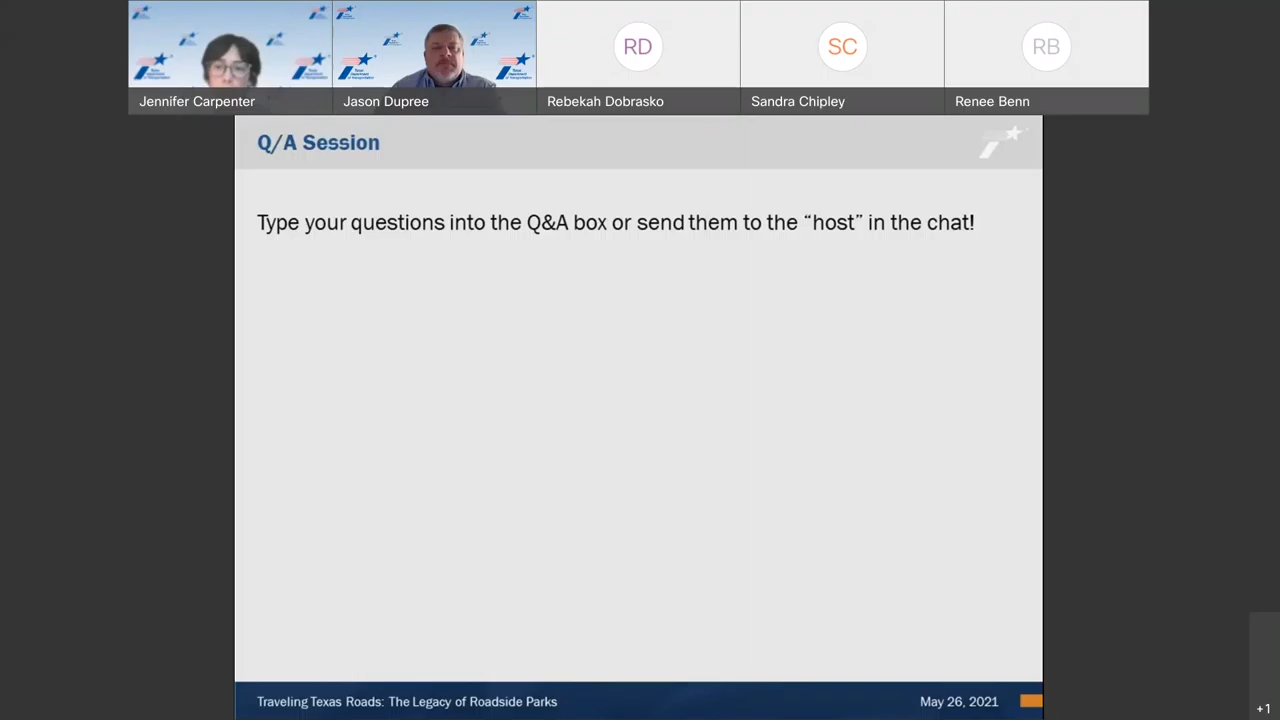 Jennifer Carpenter
Jason Dupree
RD
Rebekah Dobrasko
SC
Sandra Chipley
RB
Renee Benn
Q/A Session
Type your questions into the Q&A box or send them to the “host” in the chat!
Traveling Texas Roads: The Legacy of Roadside Parks
May 26, 2021
+1